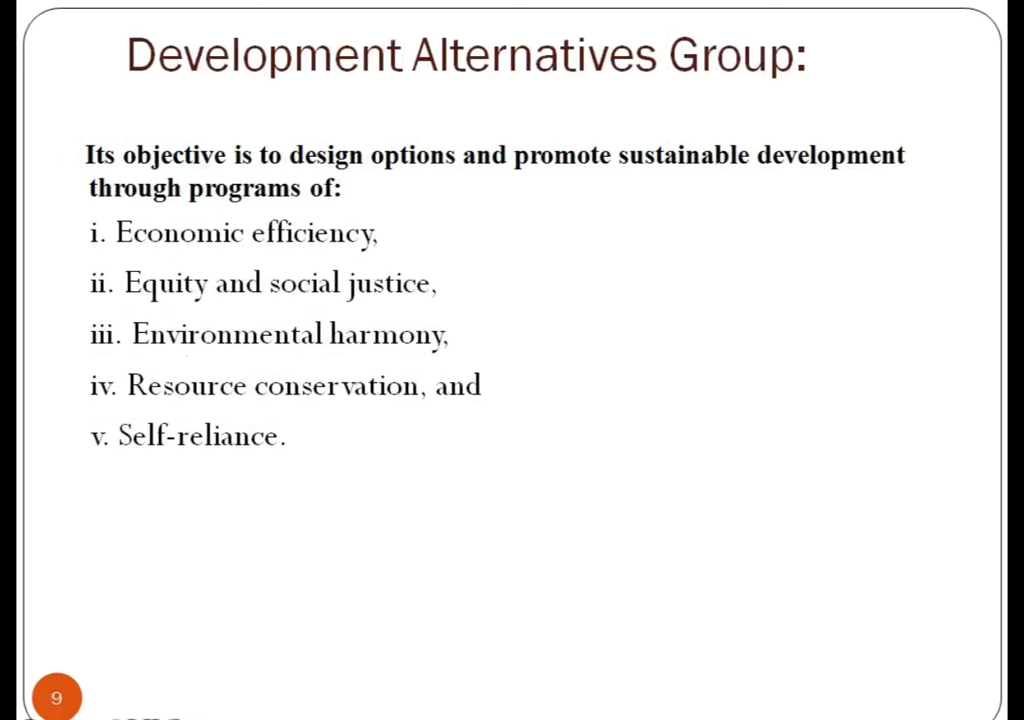 Development Alternatives Group:
Its objective is to design options and promote sustainable development
through programs of:
i. Economic efficiency,
ii. Equity and social justice,
iii. Environmental harmony,
iv. Resource conservation, and
v. Self-reliance.
9